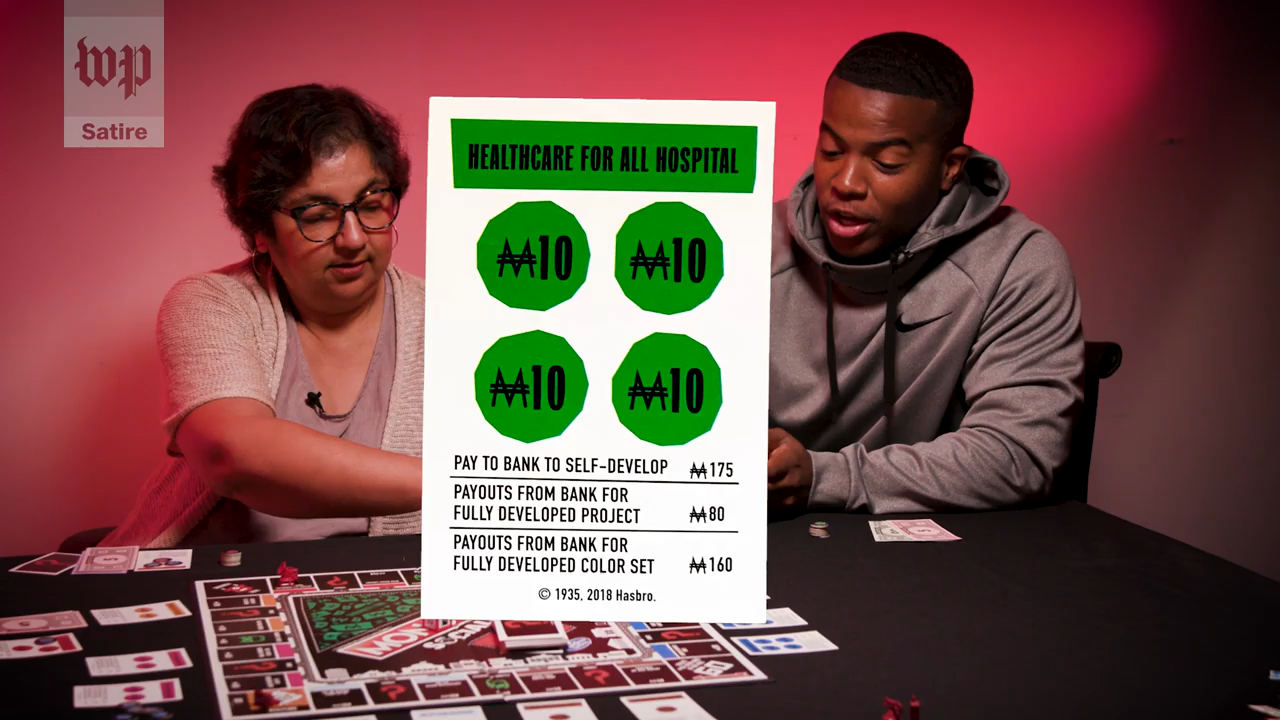 wp
Satire
HEALTHCARE FOR ALL HOSPITAL
₩10 ₩10
₩10 ₩10
PAY TO BANK TO SELF-DEVELOP ₩175
PAYOUTS FROM BANK FOR
FULLY DEVELOPED PROJECT ₩80
PAYOUTS FROM BANK FOR
FULLY DEVELOPED COLOR SET ₩160
© 1935, 2018 Hasbro.